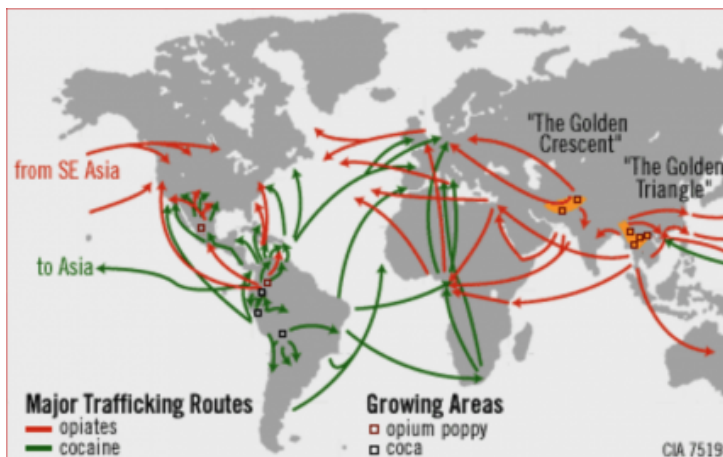 "The Golden
Crescent"
"The Golden
Triangle"
from SE Asia
to Asia
Major Trafficking Routes
opiates
cocaine
Growing Areas
opium poppy
coca
CIA 7519